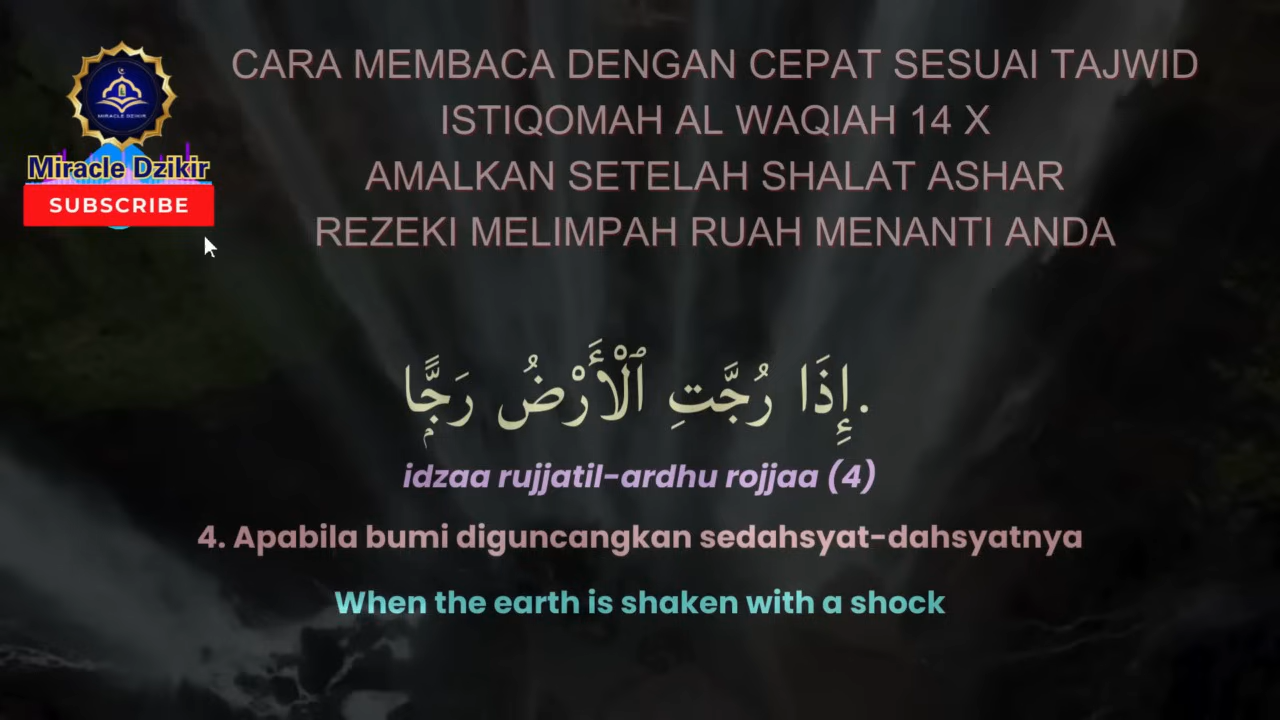 CARA MEMBACA DENGAN CEPAT SESUAI TAJWID
ISTIQOMAH AL WAQIAH 14 X
AMALKAN SETELAH SHALAT ASHAR
REZEKI MELIMPAH RUAH MENANTI ANDA
MIRACLE DZIKIR
Miracle Dzikir
SUBSCRIBE
.إِذَا رُجَّتِ ٱلْأَرْضُ رَجًّۭا
idzaa rujjatil-ardhu rojjaa (4)
4. Apabila bumi diguncangkan sedahsyat-dahsyatnya
When the earth is shaken with a shock